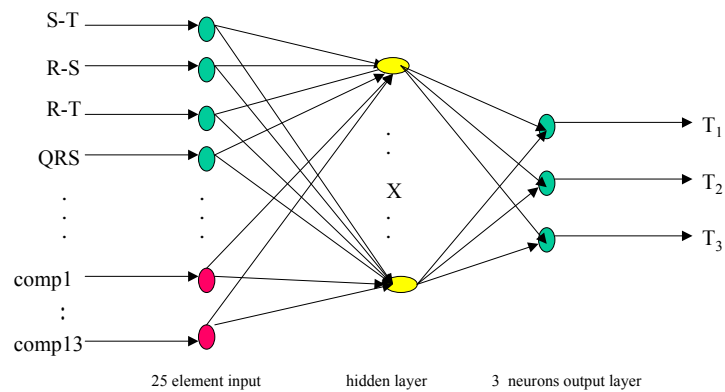 S-T
R-S
R-T
QRS
comp1
:
comp13
X
T1
T2
T3
25 element input
hidden layer
3 neurons output layer